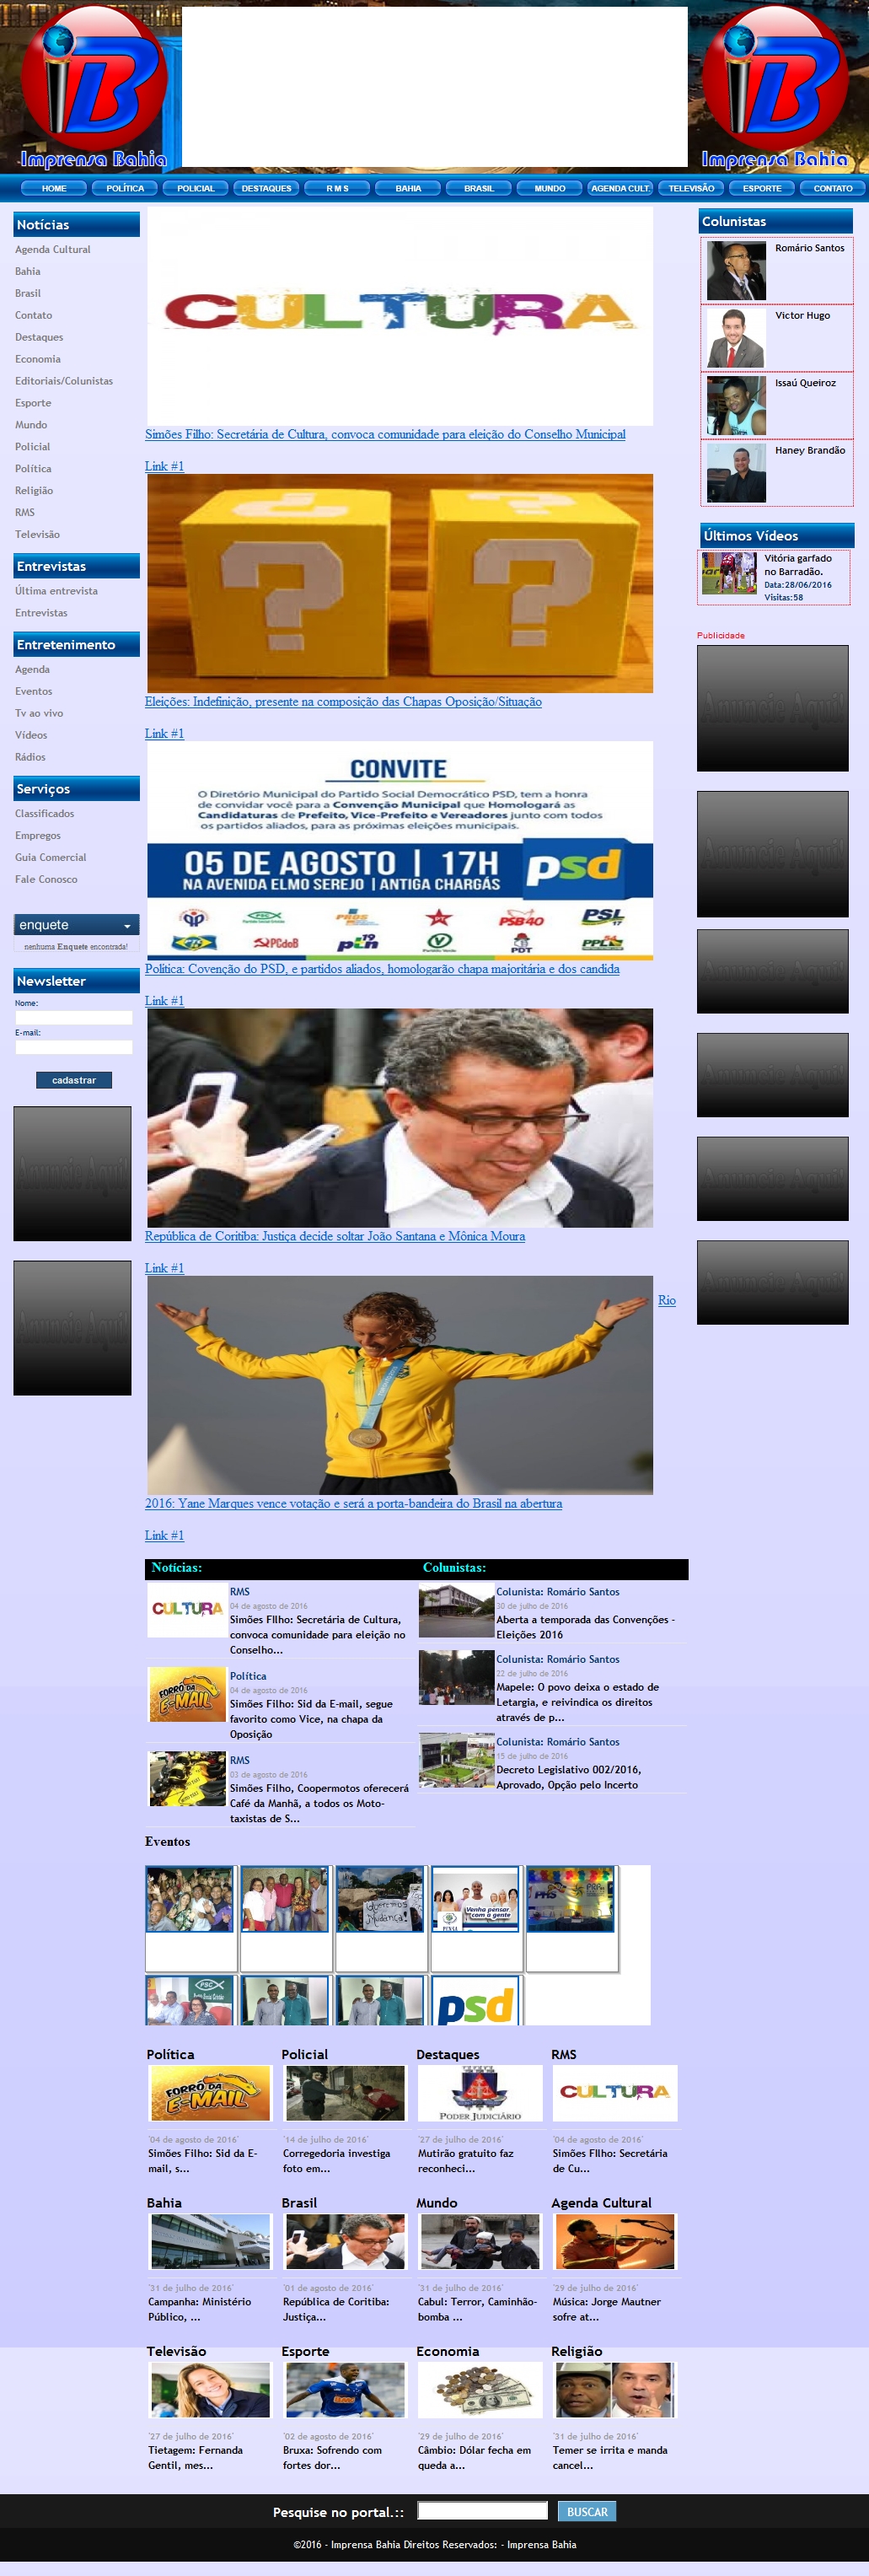 Imprensa Bahia
Imprensa Bahia
HOME POLÍTICA POLICIAL DESTAQUES R M S BAHIA BRASIL MUNDO AGENDA CULT. TELEVISÃO ESPORTE CONTATO
Notícias
Agenda Cultural
Bahia
Brasil
Contato
Destaques
Economia
Editoriais/Colunistas
Esporte
Mundo
Policial
Política
Religião
RMS
Televisão
Entrevistas
Última entrevista
Entrevistas
Entretenimento
Agenda
Eventos
Tv ao vivo
Vídeos
Rádios
Serviços
Classificados
Empregos
Guia Comercial
Fale Conosco
enquete
nenhuma Enquete encontrada!
Newsletter
Nome:
E-mail:
cadastrar
Anuncie Aqui!
Anuncie Aqui!
CULTURA
Simões Filho: Secretária de Cultura, convoca comunidade para eleição do Conselho Municipal
Link #1
? ?
Eleições: Indefinição, presente na composição das Chapas Oposição/Situação
Link #1
CONVITE
O Diretório Municipal do Partido Social Democrático PSD, tem a honra
de convidar você para a Convenção Municipal que Homologará as
Candidaturas de Prefeito, Vice-Prefeito e Vereadores junto com todos
os partidos aliados, para as próximas eleições municipais.
05 DE AGOSTO | 17H
NA AVENIDA ELMO SEREJO | ANTIGA CHARGÁS
psd
PSC PROS PSB40 PSL 17
PCdoB ptn 19 PDT PPL
Politica: Covenção do PSD, e partidos aliados, homologarão chapa majoritária e dos candida
Link #1
República de Coritiba: Justiça decide soltar João Santana e Mônica Moura
Link #1
Rio
2016: Yane Marques vence votação e será a porta-bandeira do Brasil na abertura
Link #1
Colunistas
Romário Santos
Victor Hugo
Issaú Queiroz
Haney Brandão
Últimos Vídeos
Vitória garfado
no Barradão.
Data:28/06/2016
Visitas:58
Publicidade
Anuncie Aqui!
Anuncie Aqui!
Anuncie Aqui!
Anuncie Aqui!
Anuncie Aqui!
Anuncie Aqui!
Notícias:
CULTURA
RMS
04 de agosto de 2016
Simões FIlho: Secretária de Cultura,
convoca comunidade para eleição no
Conselho...
FORRÓ DA E-MAIL
Política
04 de agosto de 2016
Simões Filho: Sid da E-mail, segue
favorito como Vice, na chapa da
Oposição
RMS
03 de agosto de 2016
Simões Filho, Coopermotos oferecerá
Café da Manhã, a todos os Moto-
taxistas de S...
Colunistas:
Colunista: Romário Santos
30 de julho de 2016
Aberta a temporada das Convenções -
Eleições 2016
Colunista: Romário Santos
22 de julho de 2016
Mapele: O povo deixa o estado de
Letargia, e reivindica os direitos
através de p...
Colunista: Romário Santos
15 de julho de 2016
Decreto Legislativo 002/2016,
Aprovado, Opção pelo Incerto
Eventos
Queremos Mudança!
Venha pensar
com a gente
PHS
PSC
psd
Política Policial Destaques RMS
FORRÓ DA E-MAIL PODER JUDICIÁRIO CULTURA
'04 de agosto de 2016' '14 de julho de 2016' '27 de julho de 2016' '04 de agosto de 2016'
Simões Filho: Sid da E- Corregedoria investiga Mutirão gratuito faz Simões FIlho: Secretária
mail, s... foto em... reconheci... de Cu...
Bahia Brasil Mundo Agenda Cultural
'31 de julho de 2016' '01 de agosto de 2016' '31 de julho de 2016' '29 de julho de 2016'
Campanha: Ministério República de Coritiba: Cabul: Terror, Caminhão- Música: Jorge Mautner
Público, ... Justiça... bomba ... sofre at...
Televisão Esporte Economia Religião
'27 de julho de 2016' '02 de agosto de 2016' '29 de julho de 2016' '31 de julho de 2016'
Tietagem: Fernanda Bruxa: Sofrendo com Câmbio: Dólar fecha em Temer se irrita e manda
Gentil, mes... fortes dor... queda a... cancel...
Pesquise no portal.:: BUSCAR
©2016 - Imprensa Bahia Direitos Reservados: - Imprensa Bahia